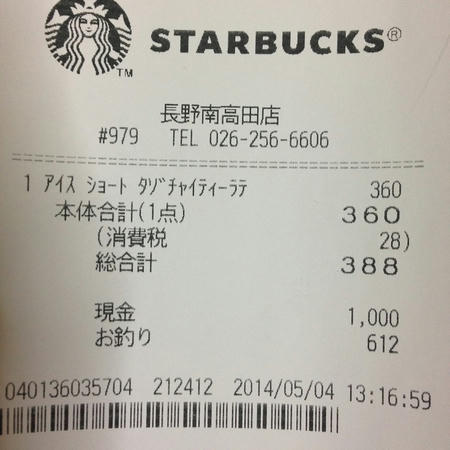 TM
STARBUCKS®
長野南高田店
#979 TEL 026-256-6606
1 アイス ショート タゾチャイティーラテ 360
本体合計(1点) 360
(消費税 28)
総合計 388
現金 1,000
お釣り 612
040136035704 212412 2014/05/04 13:16:59